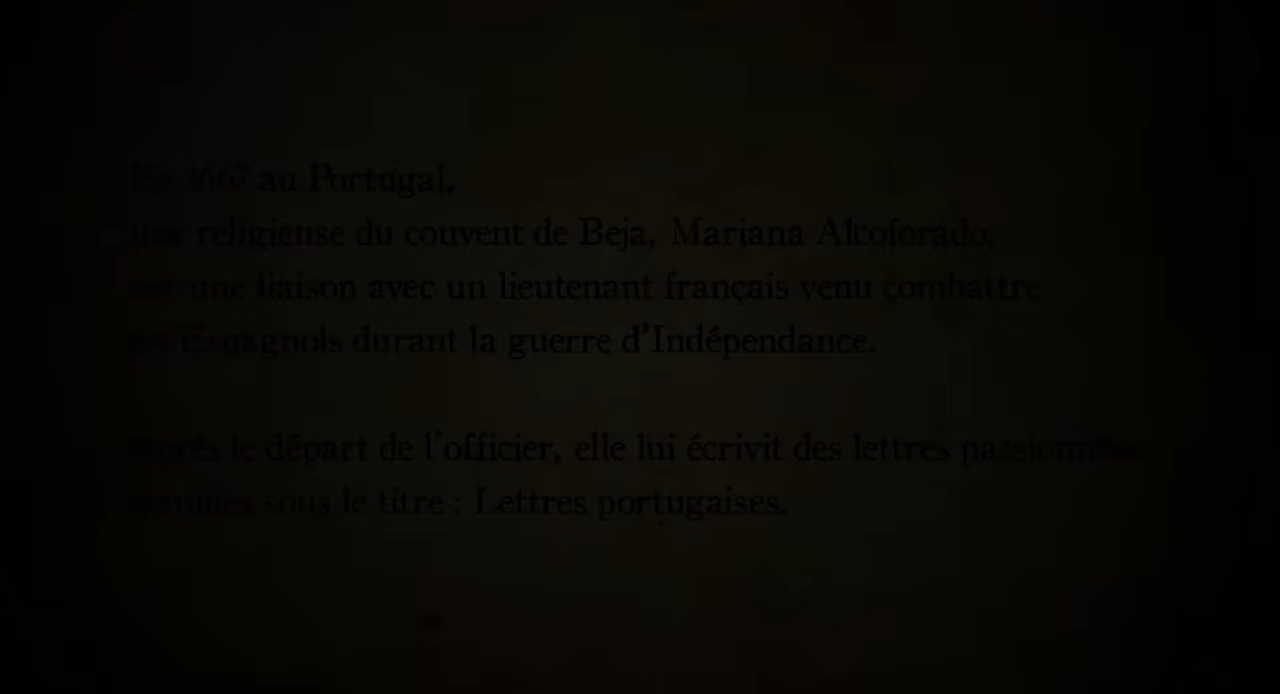 En 1667 au Portugal,
une religieuse du couvent de Beja, Mariana Alcoforado,
eut une liaison avec un lieutenant français venu combattre
les Espagnols durant la guerre d'Indépendance.
Après le départ de l'officier, elle lui écrivit des lettres passionnées
sous le titre : Lettres portugaises.